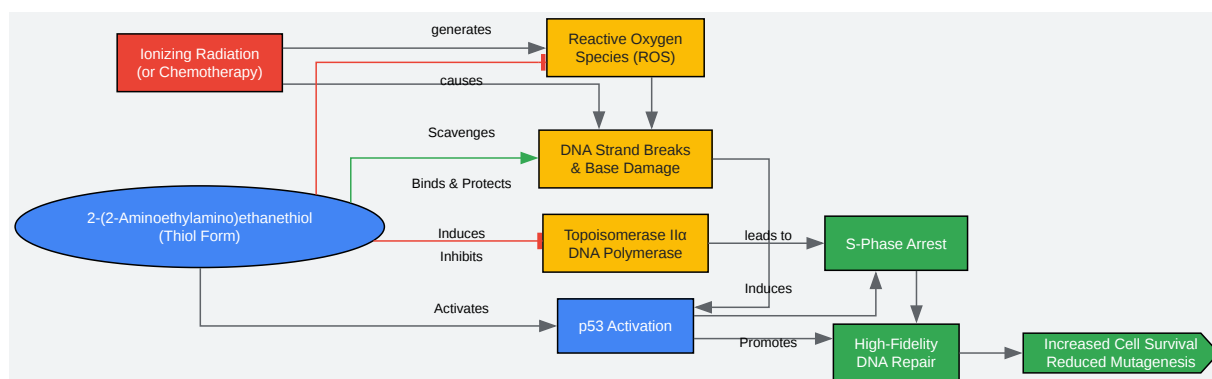 generates
Reactive Oxygen
Species (ROS)
Ionizing Radiation
(or Chemotherapy)
causes
Scavenges
DNA Strand Breaks
& Base Damage
Binds & Protects
2-(2-Aminoethylamino)ethanethiol
(Thiol Form)
Induces
Inhibits
Topoisomerase IIα
DNA Polymerase
leads to
S-Phase Arrest
Induces
Activates
p53 Activation
Promotes
High-Fidelity
DNA Repair
Increased Cell Survival
Reduced Mutagenesis